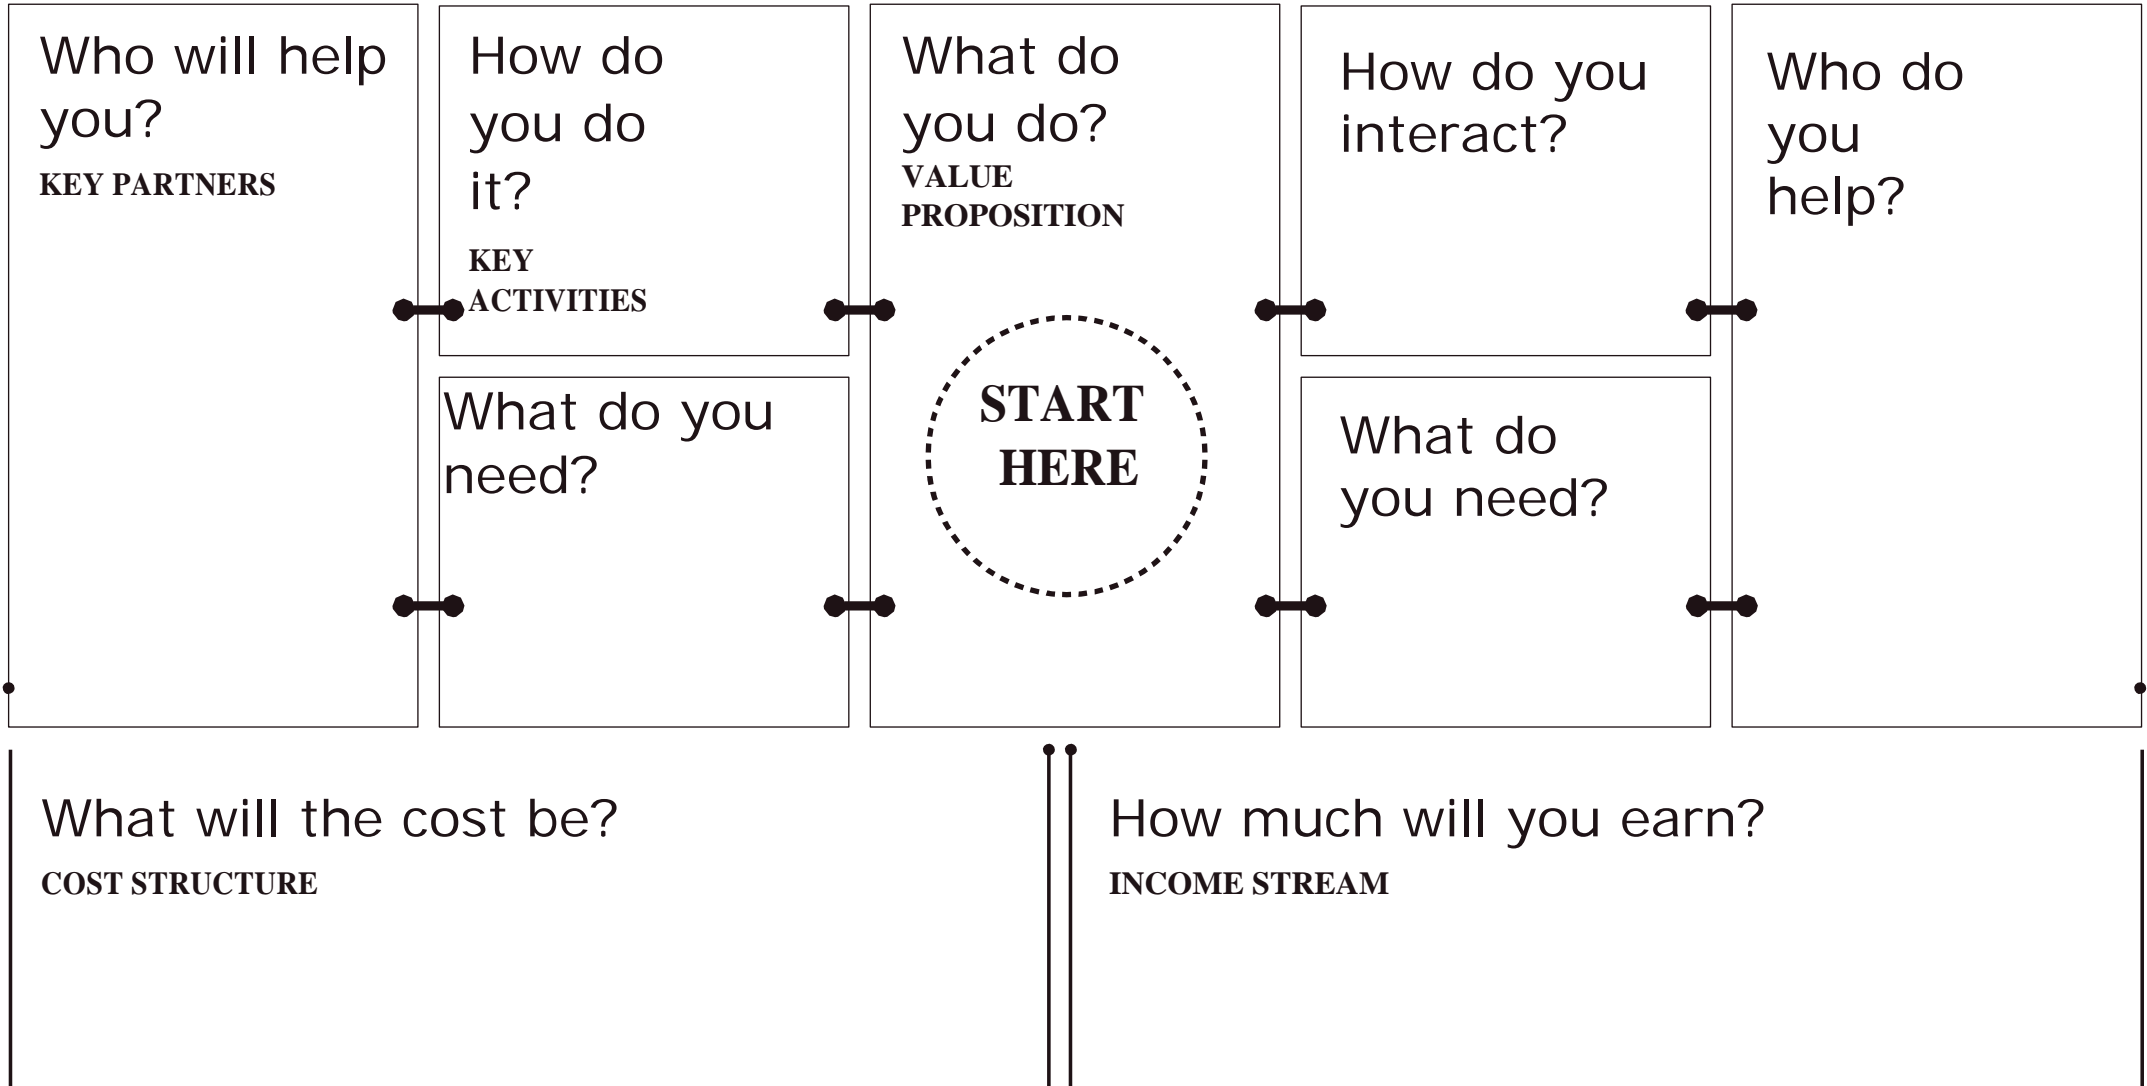 Who will help
you?
KEY PARTNERS
How do
you do
it?
KEY
ACTIVITIES
What do you
need?
What do
you do?
VALUE
PROPOSITION
START
HERE
How do you
interact?
What do
you need?
Who do
you
help?
What will the cost be?
COST STRUCTURE
How much will you earn?
INCOME STREAM